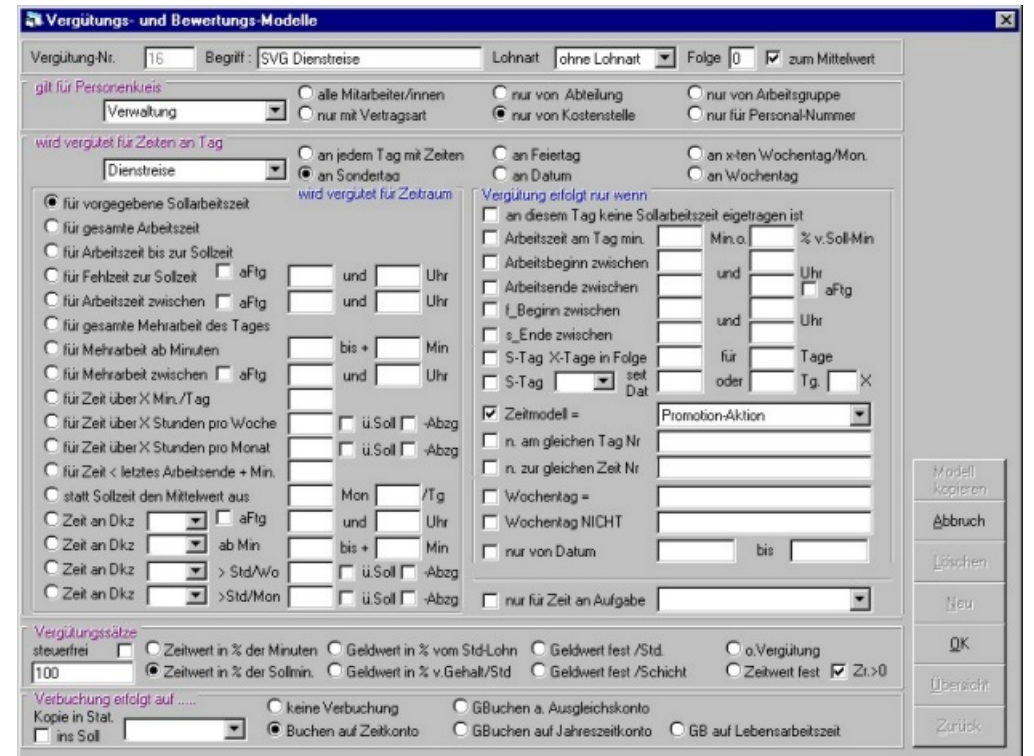 Vergütungs- und Bewertungs-Modelle
Vergütung-Nr. 16 Begriff : SVG Dienstreise Lohnart ohne Lohnart Folge 0 zum Mittelwert
gilt für Personenkreis
Verwaltung
alle Mitarbeiter/innen nur von Abteilung nur von Arbeitsgruppe
nur mit Vertragsart nur von Kostenstelle nur für Personal-Nummer
wird vergütet für Zeiten an Tag
Dienstreise
an jedem Tag mit Zeiten an Feiertag an x-ten Wochentag/Mon.
an Sondertag an Datum an Wochentag
wird vergütet für Zeitraum
für vorgegebene Sollarbeitszeit
für gesamte Arbeitszeit
für Arbeitszeit bis zur Sollzeit
für Fehlzeit zur Sollzeit aFtg und Uhr
für Arbeitszeit zwischen aFtg und Uhr
für gesamte Mehrarbeit des Tages
für Mehrarbeit ab Minuten bis + Min
für Mehrarbeit zwischen aFtg und Uhr
für Zeit über X Min./Tag
für Zeit über X Stunden pro Woche ü.Soll -Abzg
für Zeit über X Stunden pro Monat ü.Soll -Abzg
für Zeit < letztes Arbeitsende + Min.
statt Sollzeit den Mittelwert aus Mon /Tg
Zeit an Dkz aFtg und Uhr
Zeit an Dkz ab Min bis + Min
Zeit an Dkz > Std/Wo ü.Soll -Abzg
Zeit an Dkz >Std/Mon ü.Soll -Abzg
Vergütung erfolgt nur wenn
an diesem Tag keine Sollarbeitszeit eigetragen ist
Arbeitszeit am Tag min. Min.o. % v.Soll-Min
Arbeitsbeginn zwischen
und Uhr
Arbeitsende zwischen aFtg
f_Beginn zwischen
und Uhr
s_Ende zwischen
S-Tag X-Tage in Folge für Tage
S-Tag seit Dat oder Tg. X
Zeitmodell = Promotion-Aktion
n. am gleichen Tag Nr
n. zur gleichen Zeit Nr
Wochentag =
Wochentag NICHT
nur von Datum bis
nur für Zeit an Aufgabe
Vergütungssätze
steuerfrei Zeitwert in % der Minuten Geldwert in % vom Std-Lohn Geldwert fest /Std. o.Vergütung
100 Zeitwert in % der Sollmin. Geldwert in % v.Gehalt/Std Geldwert fest /Schicht Zeitwert fest Zt.>0
Verbuchung erfolgt auf .....
Kopie in Stat.
ins Soll
keine Verbuchung GBuchen a. Ausgleichskonto
Buchen auf Zeitkonto GBuchen auf Jahreszeitkonto GB auf Lebensarbeitszeit
Modell
kopieren
Abbruch
Löschen
Neu
OK
Übersicht
Zurück